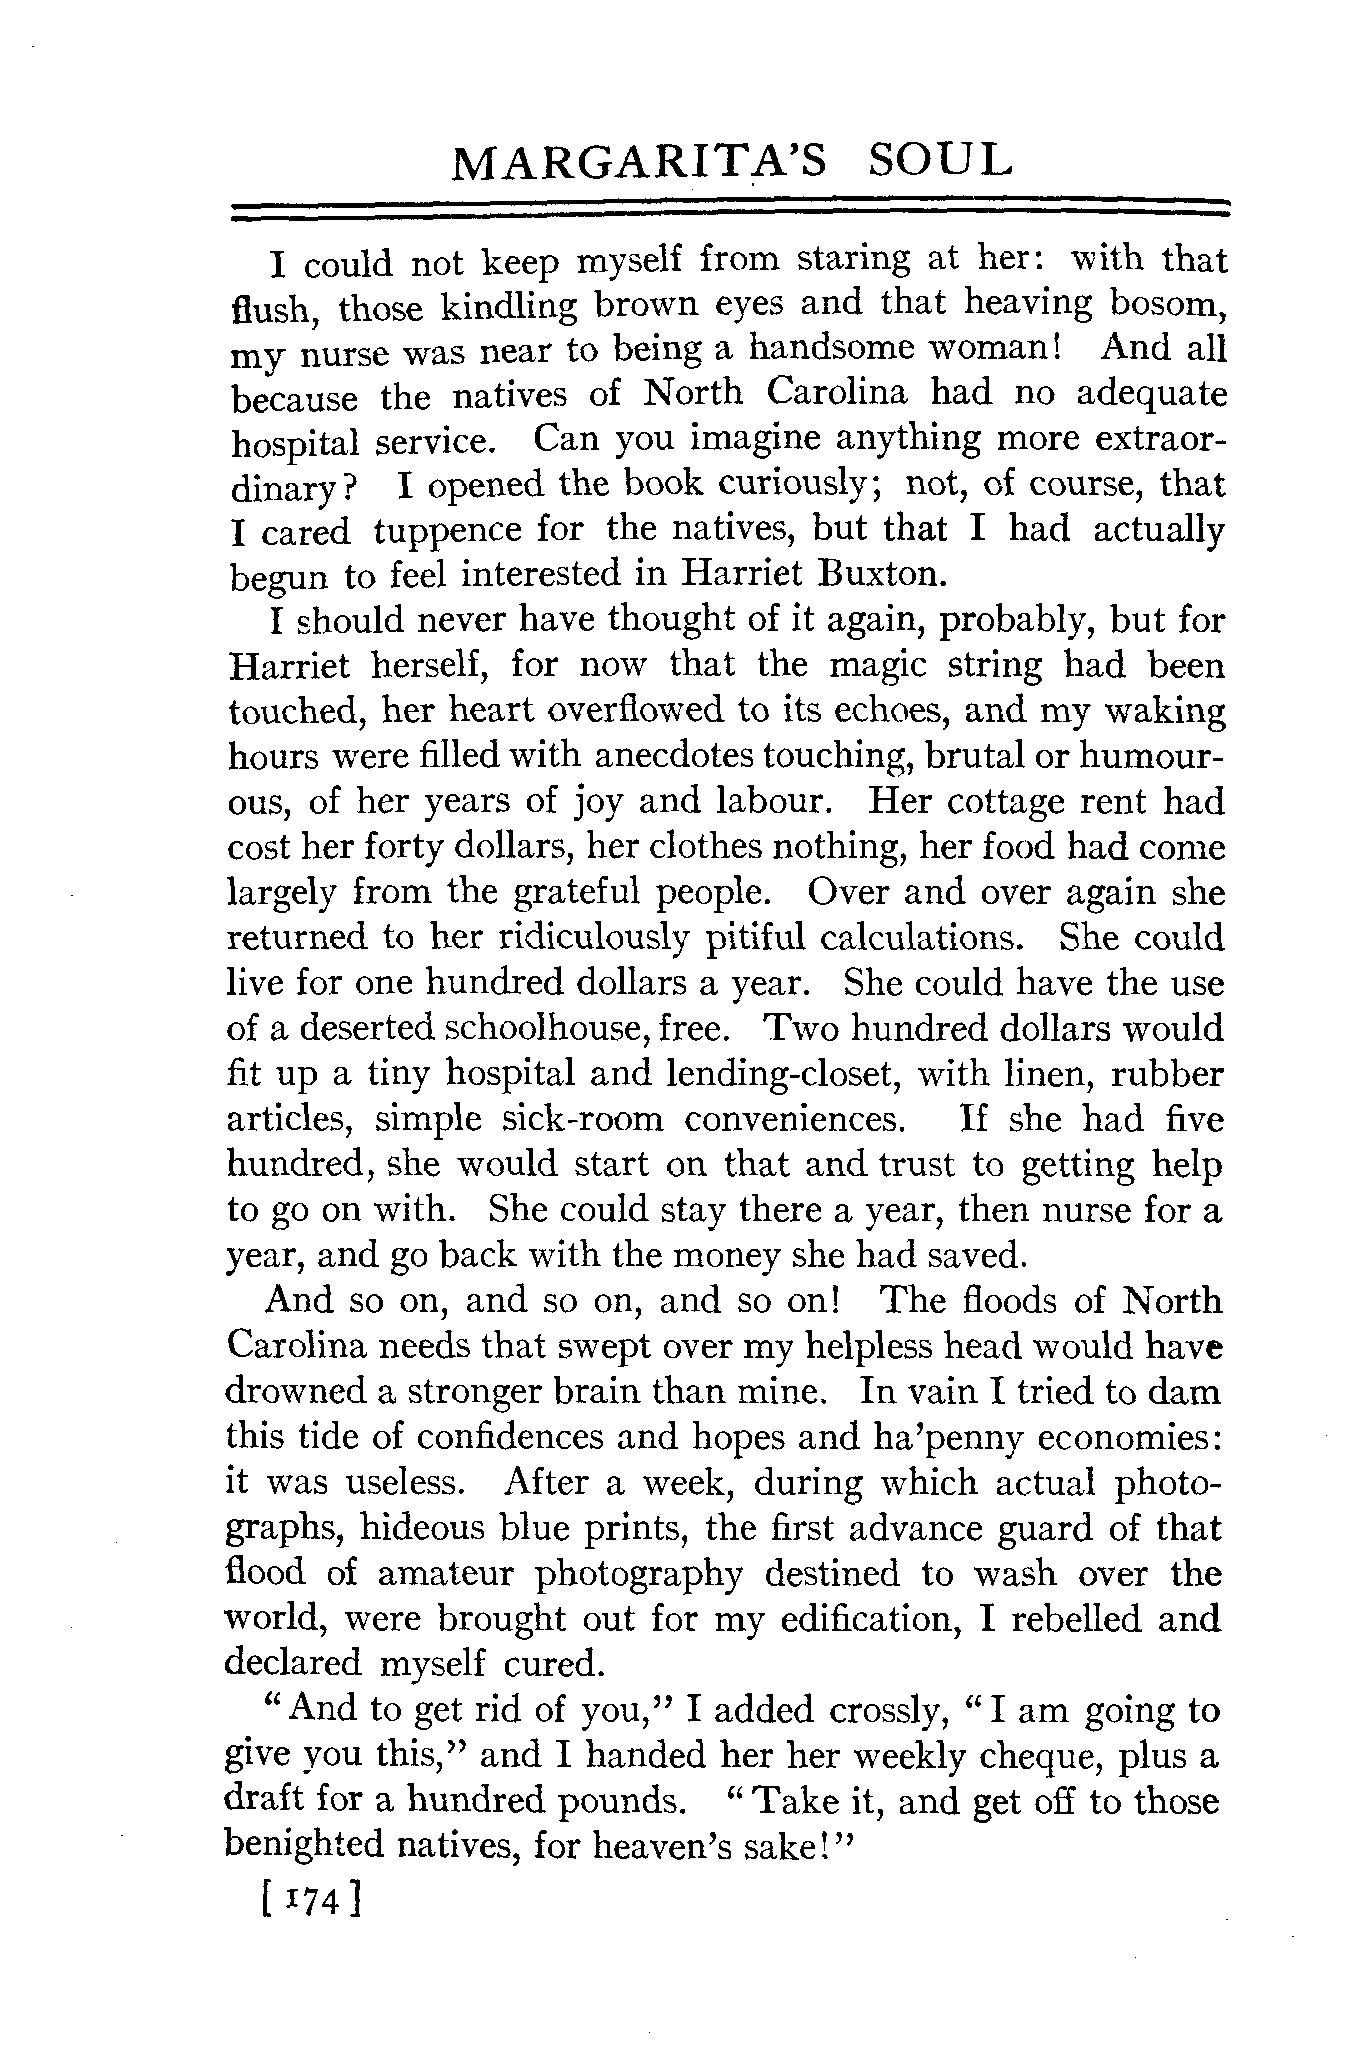 MARGARITA'S SOUL
I could not keep myself from staring at her: with that
flush, those kindling brown eyes and that heaving bosom,
my nurse was near to being a handsome woman! And all
because the natives of North Carolina had no adequate
hospital service. Can you imagine anything more extraor-
dinary? I opened the book curiously; not, of course, that
I cared tuppence for the natives, but that I had actually
begun to feel interested in Harriet Buxton.
I should never have thought of it again, probably, but for
Harriet herself, for now that the magic string had been
touched, her heart overflowed to its echoes, and my waking
hours were filled with anecdotes touching, brutal or humour-
ous, of her years of joy and labour. Her cottage rent had
cost her forty dollars, her clothes nothing, her food had come
largely from the grateful people. Over and over again she
returned to her ridiculously pitiful calculations. She could
live for one hundred dollars a year. She could have the use
of a deserted schoolhouse, free. Two hundred dollars would
fit up a tiny hospital and lending-closet, with linen, rubber
articles, simple sick-room conveniences. If she had five
hundred, she would start on that and trust to getting help
to go on with. She could stay there a year, then nurse for a
year, and go back with the money she had saved.
And so on, and so on, and so on! The floods of North
Carolina needs that swept over my helpless head would have
drowned a stronger brain than mine. In vain I tried to dam
this tide of confidences and hopes and ha'penny economies:
it was useless. After a week, during which actual photo-
graphs, hideous blue prints, the first advance guard of that
flood of amateur photography destined to wash over the
world, were brought out for my edification, I rebelled and
declared myself cured.
"And to get rid of you," I added crossly, "I am going to
give you this," and I handed her her weekly cheque, plus a
draft for a hundred pounds. "Take it, and get off to those
benighted natives, for heaven's sake!"
[ 174 ]